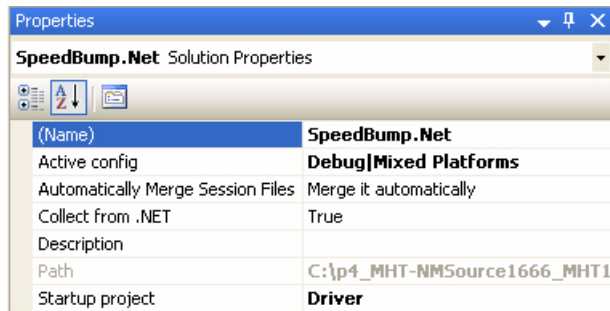 Properties
SpeedBump.Net Solution Properties
A
Z
(Name) SpeedBump.Net
Active config Debug|Mixed Platforms
Automatically Merge Session Files Merge it automatically
Collect from .NET True
Description
Path C:\p4_MHT-NMSource1666_MHT1
Startup project Driver